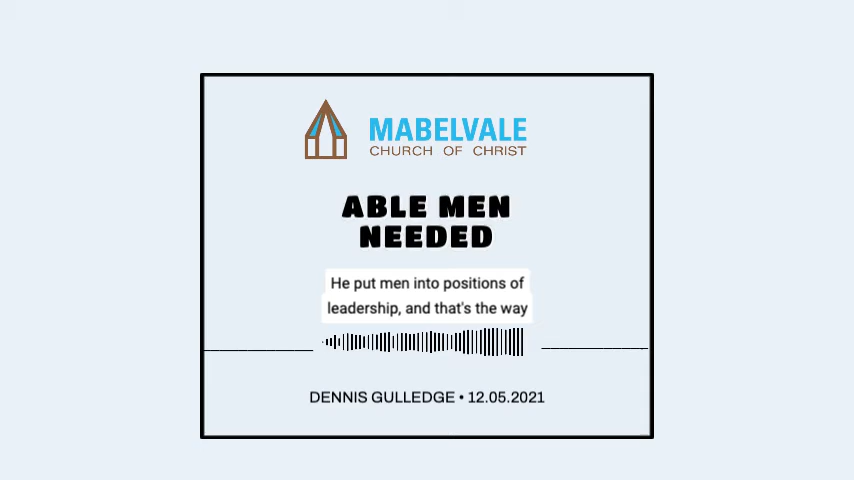 MABELVALE
CHURCH OF CHRIST
ABLE MEN
NEEDED
He put men into positions of
leadership, and that's the way
DENNIS GULLEDGE • 12.05.2021